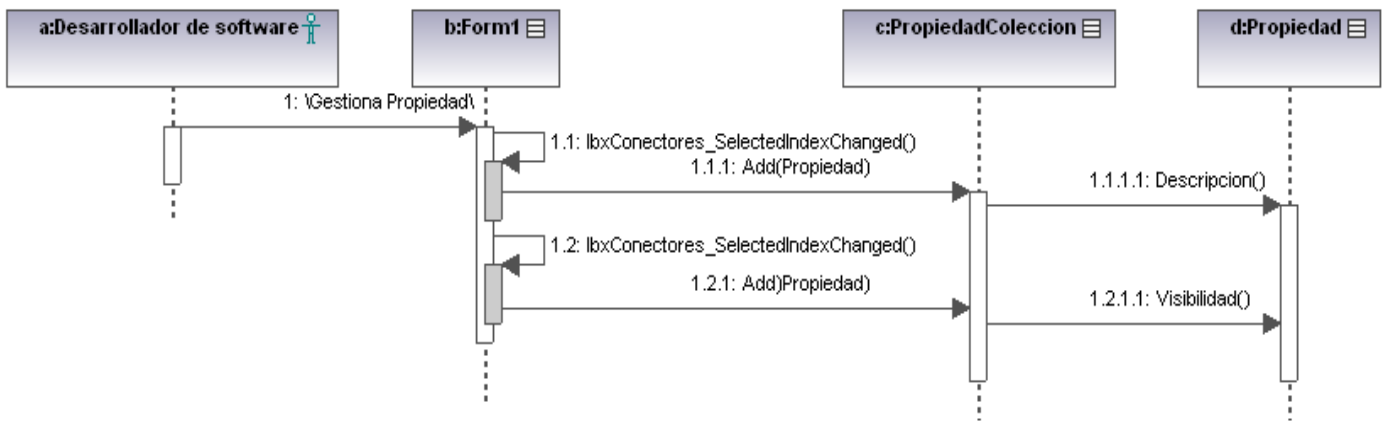 a:Desarrollador de software
b:Form1
c:PropiedadColeccion
d:Propiedad
1: \Gestiona Propiedad\
1.1: lbxConectores_SelectedIndexChanged()
1.1.1: Add(Propiedad)
1.1.1.1: Descripcion()
1.2: lbxConectores_SelectedIndexChanged()
1.2.1: Add)Propiedad)
1.2.1.1: Visibilidad()